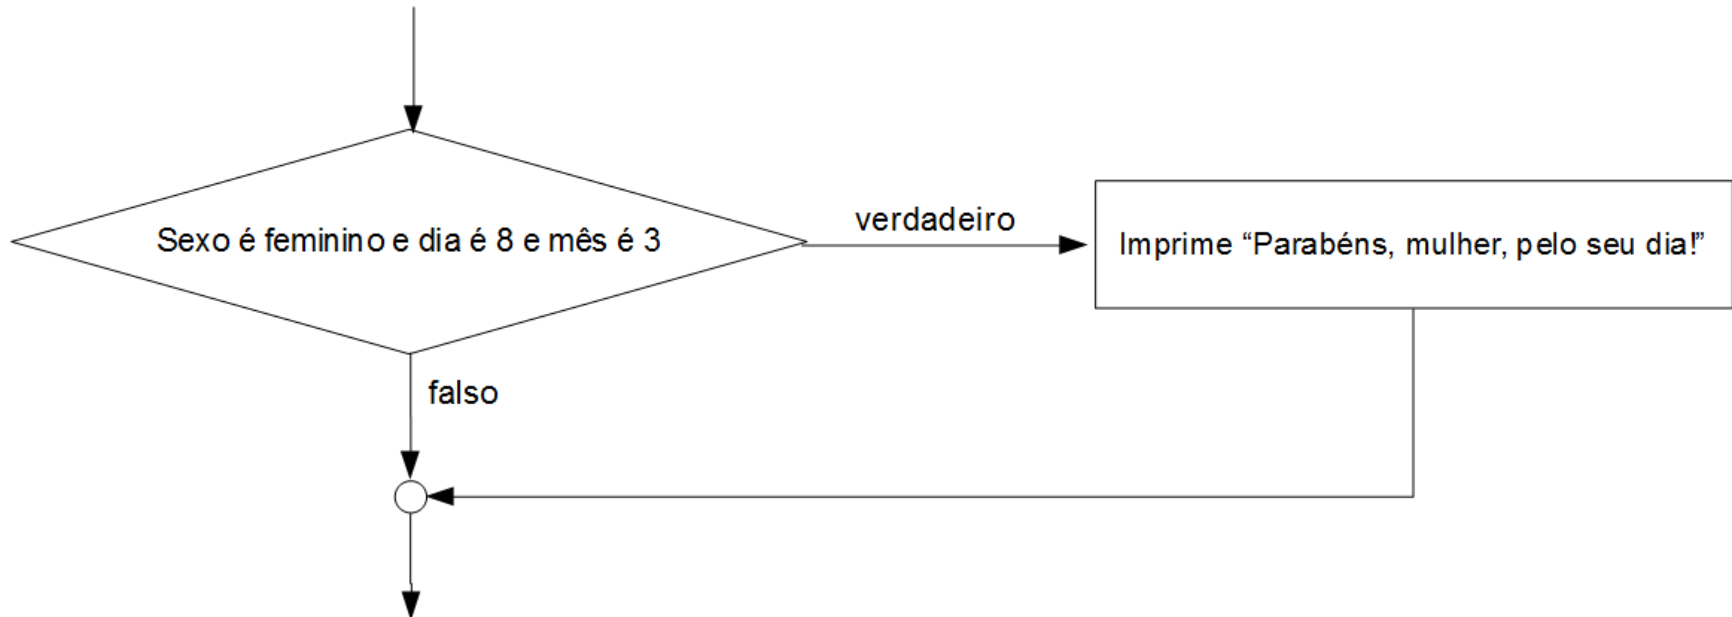 Sexo é feminino e dia é 8 e mês é 3
verdadeiro
Imprime “Parabéns, mulher, pelo seu dia!”
falso